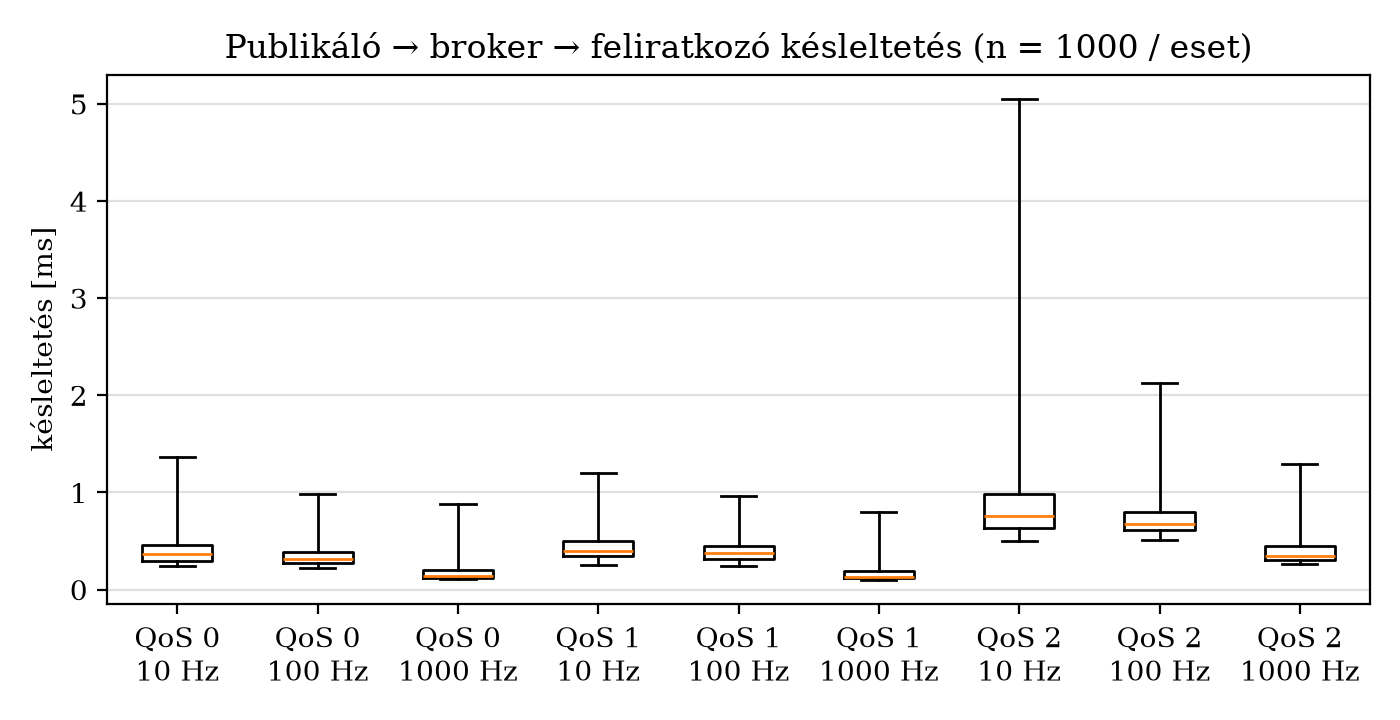 Publikáló → broker → feliratkozó késleltetés (n = 1000 / eset)
késleltetés [ms]
5
4
3
2
1
0
QoS 0 QoS 0 QoS 0 QoS 1 QoS 1 QoS 1 QoS 2 QoS 2 QoS 2
10 Hz 100 Hz 1000 Hz 10 Hz 100 Hz 1000 Hz 10 Hz 100 Hz 1000 Hz